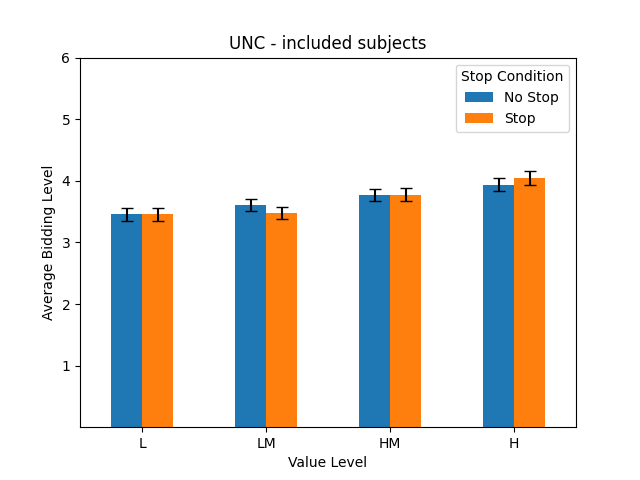 UNC - included subjects
Stop Condition
No Stop
Stop
6
5
4
3
2
1
Average Bidding Level
L
LM
HM
H
Value Level